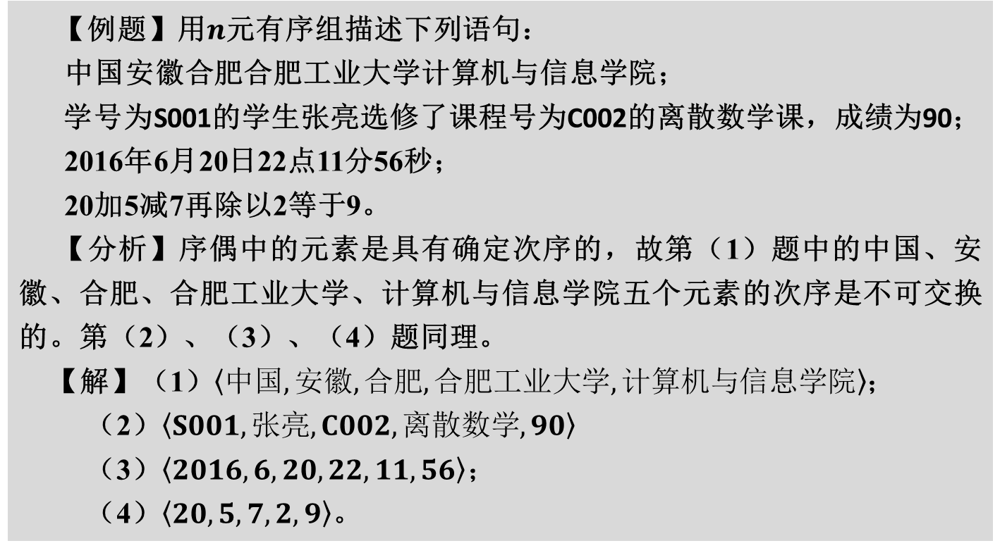 【例题】用n元有序组描述下列语句：
中国安徽合肥合肥工业大学计算机与信息学院；
学号为S001的学生张亮选修了课程号为C002的离散数学课，成绩为90；
2016年6月20日22点11分56秒；
20加5减7再除以2等于9。
【分析】序偶中的元素是具有确定次序的，故第（1）题中的中国、安
徽、合肥、合肥工业大学、计算机与信息学院五个元素的次序是不可交换
的。第（2）、（3）、（4）题同理。
【解】（1）⟨中国, 安徽, 合肥, 合肥工业大学, 计算机与信息学院⟩；
（2）⟨S001, 张亮, C002, 离散数学, 90⟩
（3）⟨2016, 6, 20, 22, 11, 56⟩；
（4）⟨20, 5, 7, 2, 9⟩。